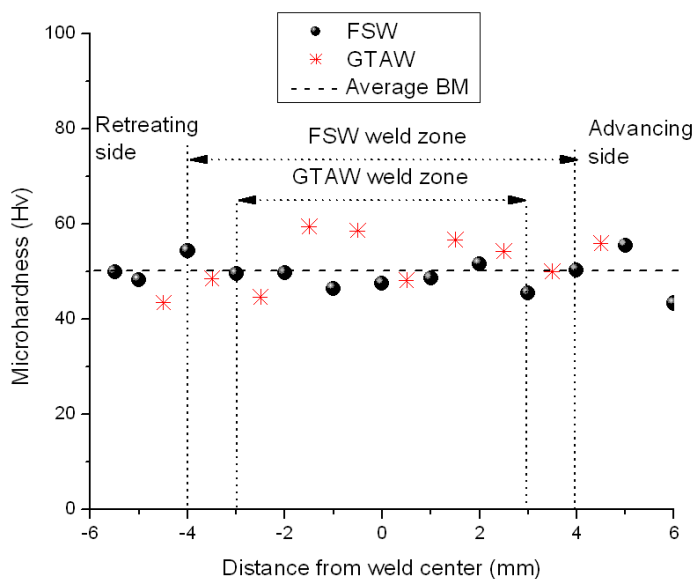 FSW
GTAW
Average BM
Retreating
side
FSW weld zone
Advancing
side
GTAW weld zone
Microhardness (Hv)
100
80
60
40
20
0
-6
-4
-2
0
2
4
6
Distance from weld center (mm)